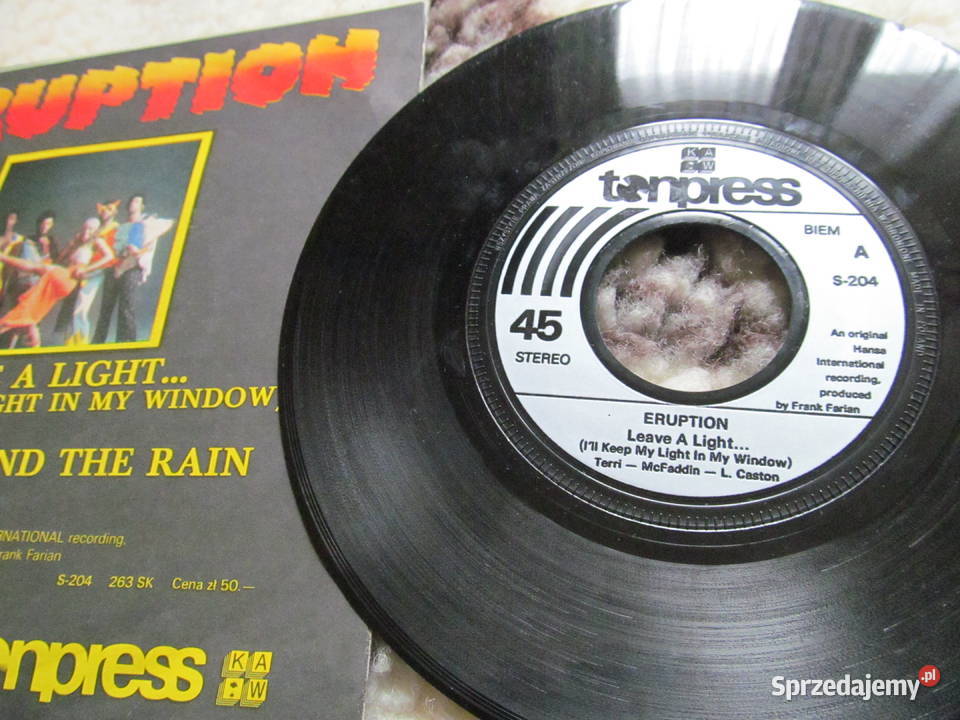 RUPTION
A LIGHT...
GHT IN MY WINDOW)
ND THE RAIN
RNATIONAL recording,
rank Farian
S-204 263 SK Cena zł 50.—
onpress
KA
W
KA
W
tonpress
BIEM
A
S-204
45
STEREO
An original
Hansa
International
recording,
produced
by Frank Farian
ERUPTION
Leave A Light...
(I'll Keep My Light In My Window)
Terri — McFaddin — L. Caston
Sprzedajemy.pl